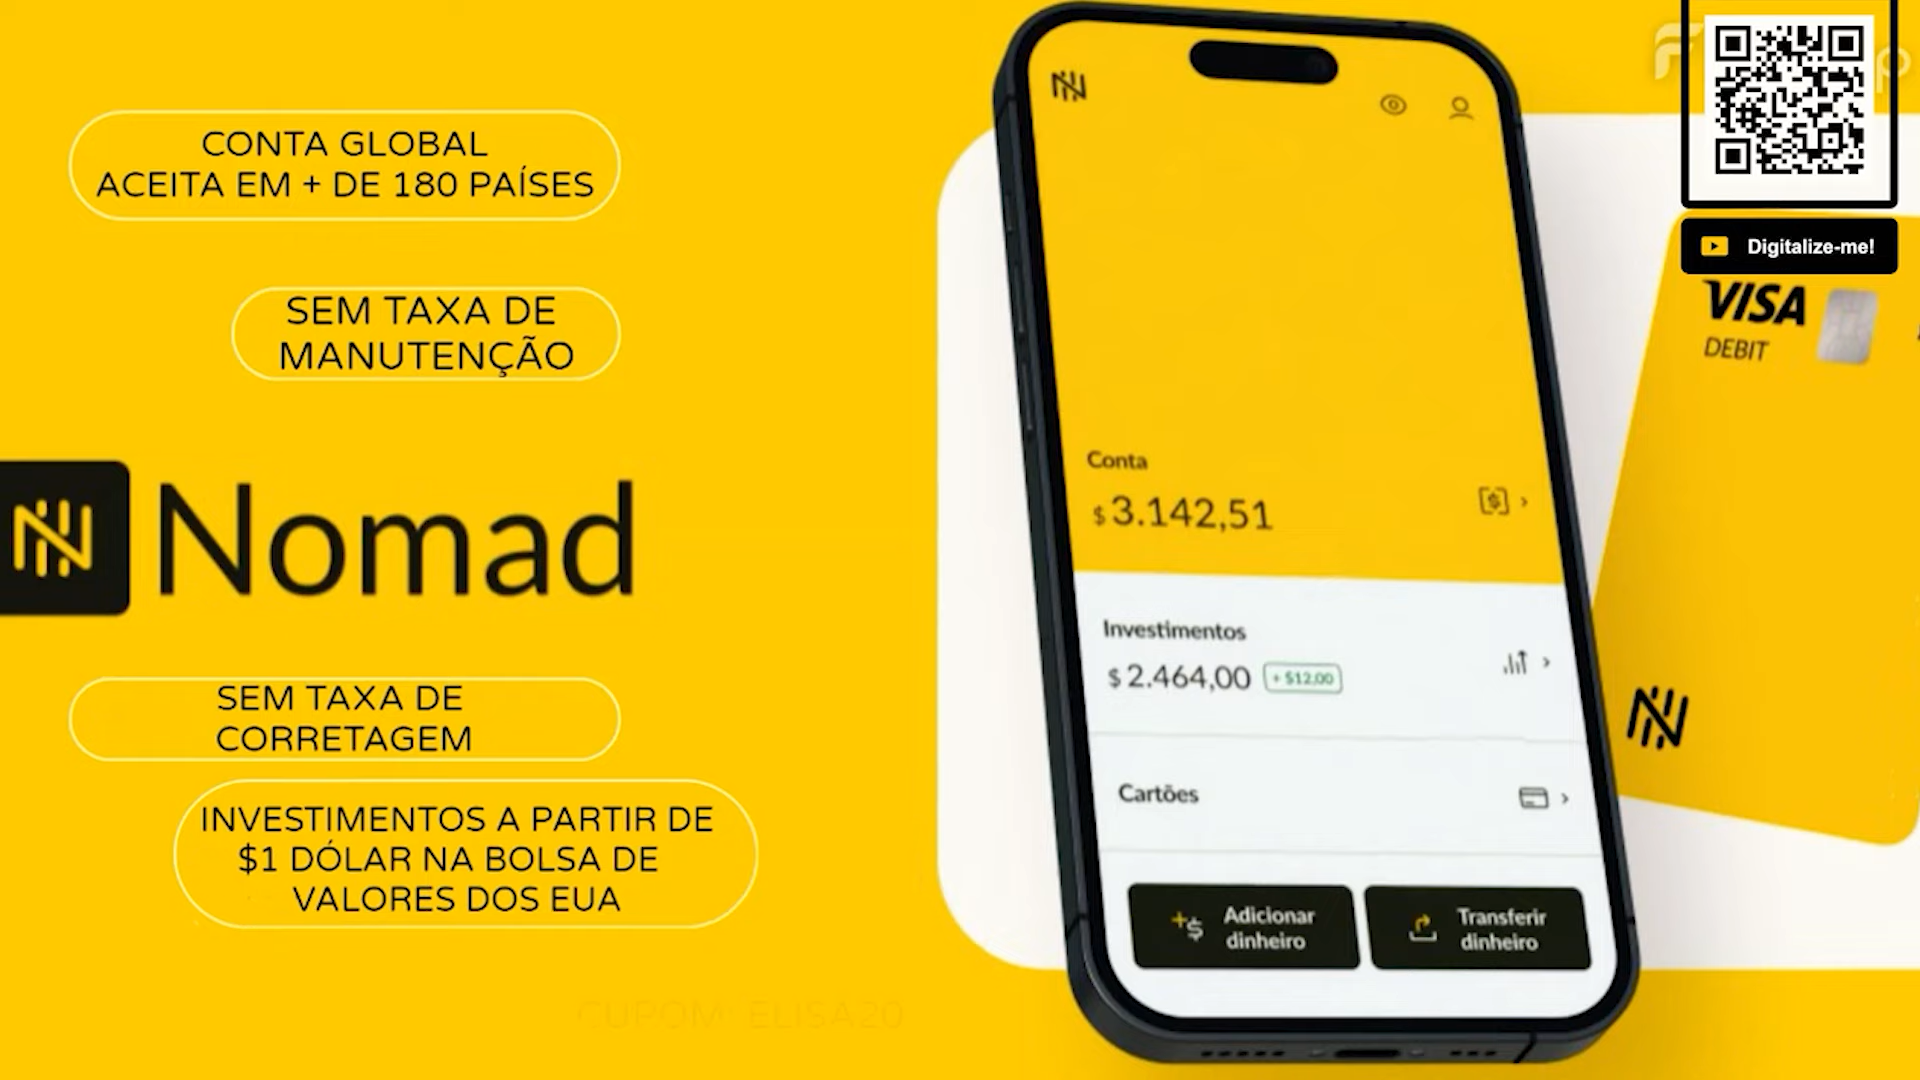 CONTA GLOBAL
ACEITA EM + DE 180 PAÍSES
SEM TAXA DE
MANUTENÇÃO
Nomad
SEM TAXA DE
CORRETAGEM
INVESTIMENTOS A PARTIR DE
$1 DÓLAR NA BOLSA DE
VALORES DOS EUA
CUPOM: ELISA20
Conta
$ 3.142,51
Investimentos
$ 2.464,00 + $12,00
Cartões
Adicionar
dinheiro
Transferir
dinheiro
Digitalize-me!
VISA
DEBIT